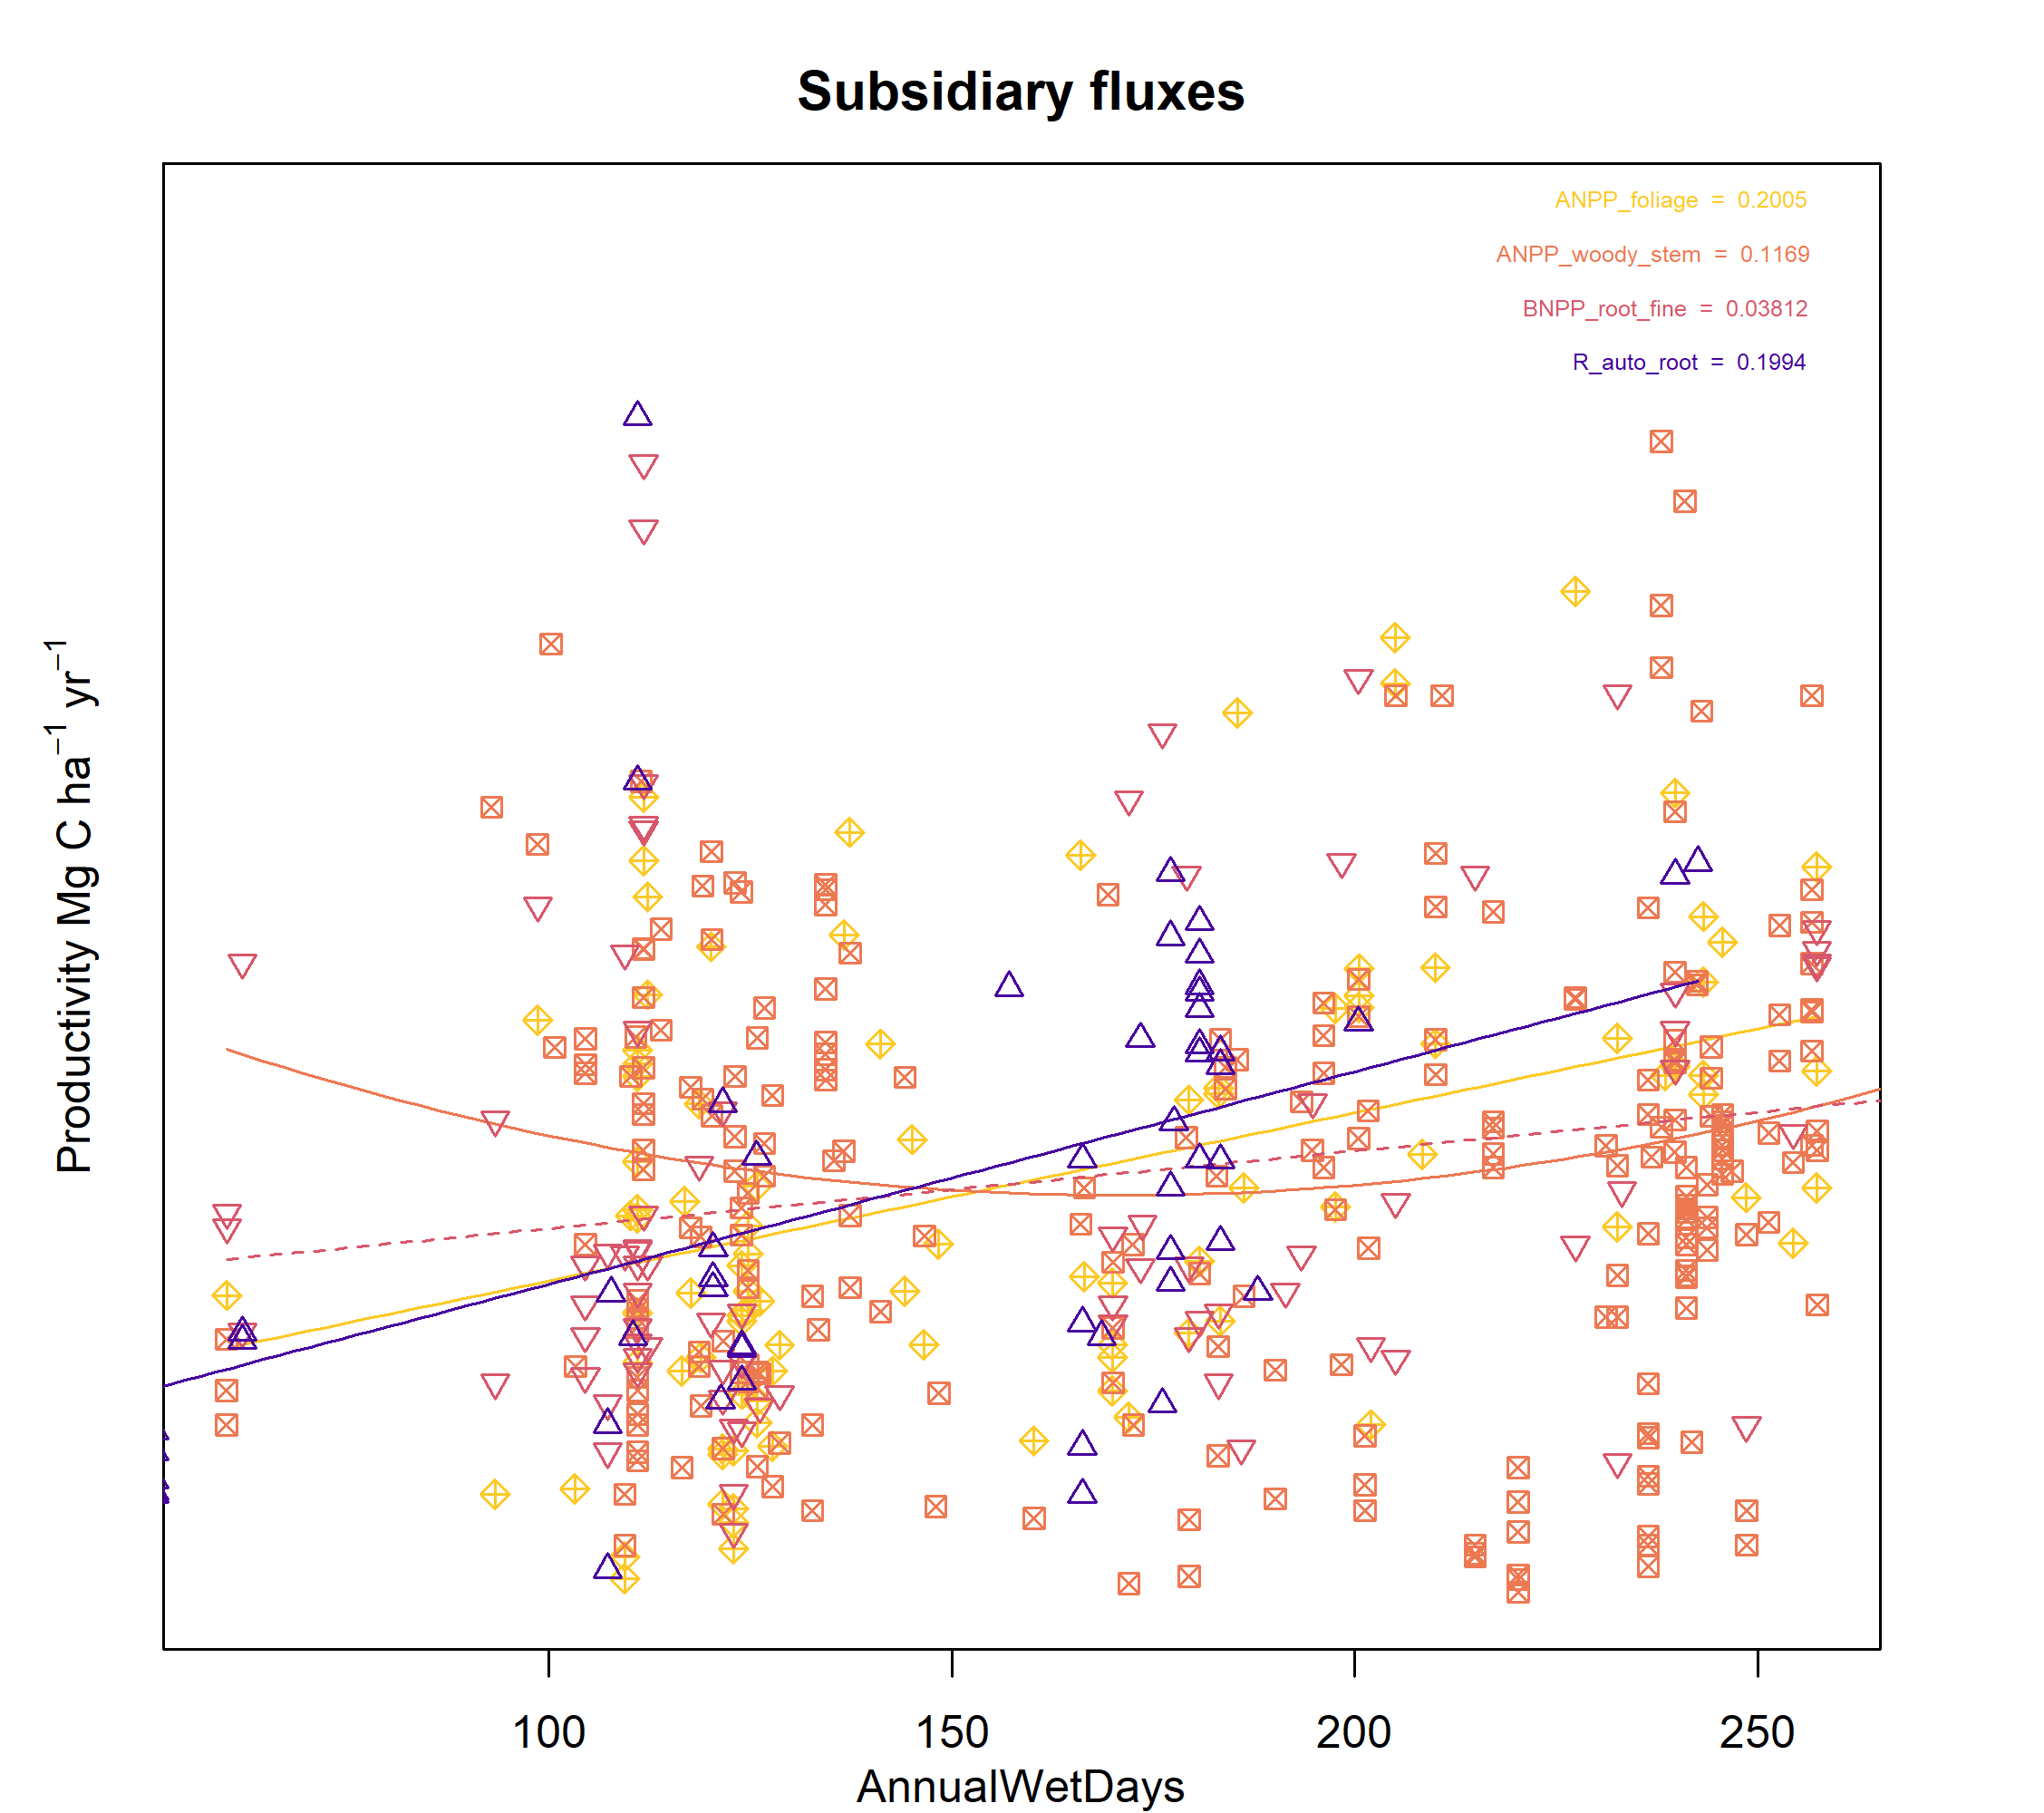 Subsidiary fluxes
ANPP_foliage = 0.2005
ANPP_woody_stem = 0.1169
BNPP_root_fine = 0.03812
R_auto_root = 0.1994
Productivity Mg C ha⁻¹ yr⁻¹
100 150 200 250
AnnualWetDays